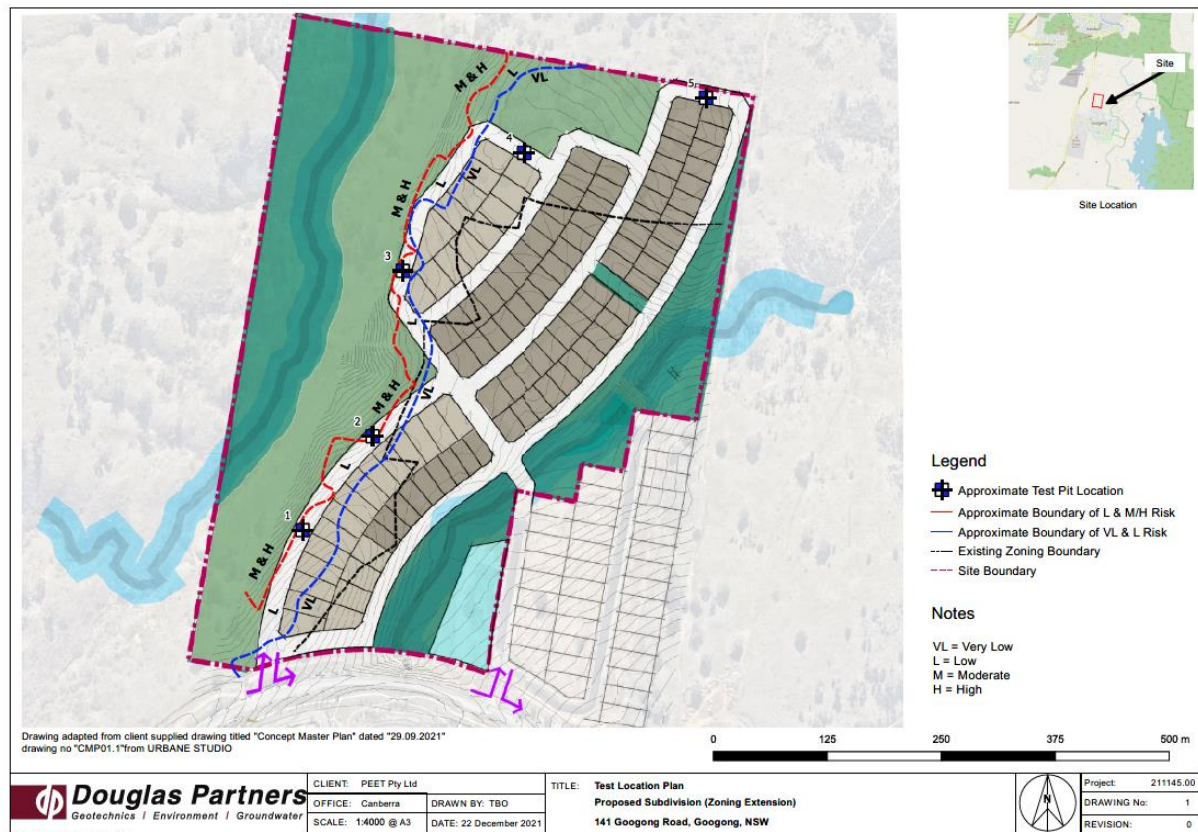 M & H
L
VL
5
4
M & H
L
VL
3
L
M & H
VL
2
L
1
M & H
L
VL
Site
Site Location
Legend
Approximate Test Pit Location
Approximate Boundary of L & M/H Risk
Approximate Boundary of VL & L Risk
Existing Zoning Boundary
Site Boundary
Notes
VL = Very Low
L = Low
M = Moderate
H = High
Drawing adapted from client supplied drawing titled "Concept Master Plan" dated "29.09.2021"
drawing no "CMP01.1"from URBANE STUDIO
0 125 250 375 500 m
Douglas Partners
Geotechnics I Environment I Groundwater
CLIENT: PEET Pty Ltd
OFFICE: Canberra
DRAWN BY: TBO
SCALE: 1:4000 @ A3
DATE: 22 December 2021
TITLE: Test Location Plan
Proposed Subdivision (Zoning Extension)
141 Googong Road, Googong, NSW
N
Project: 211145.00
DRAWING No: 1
REVISION: 0